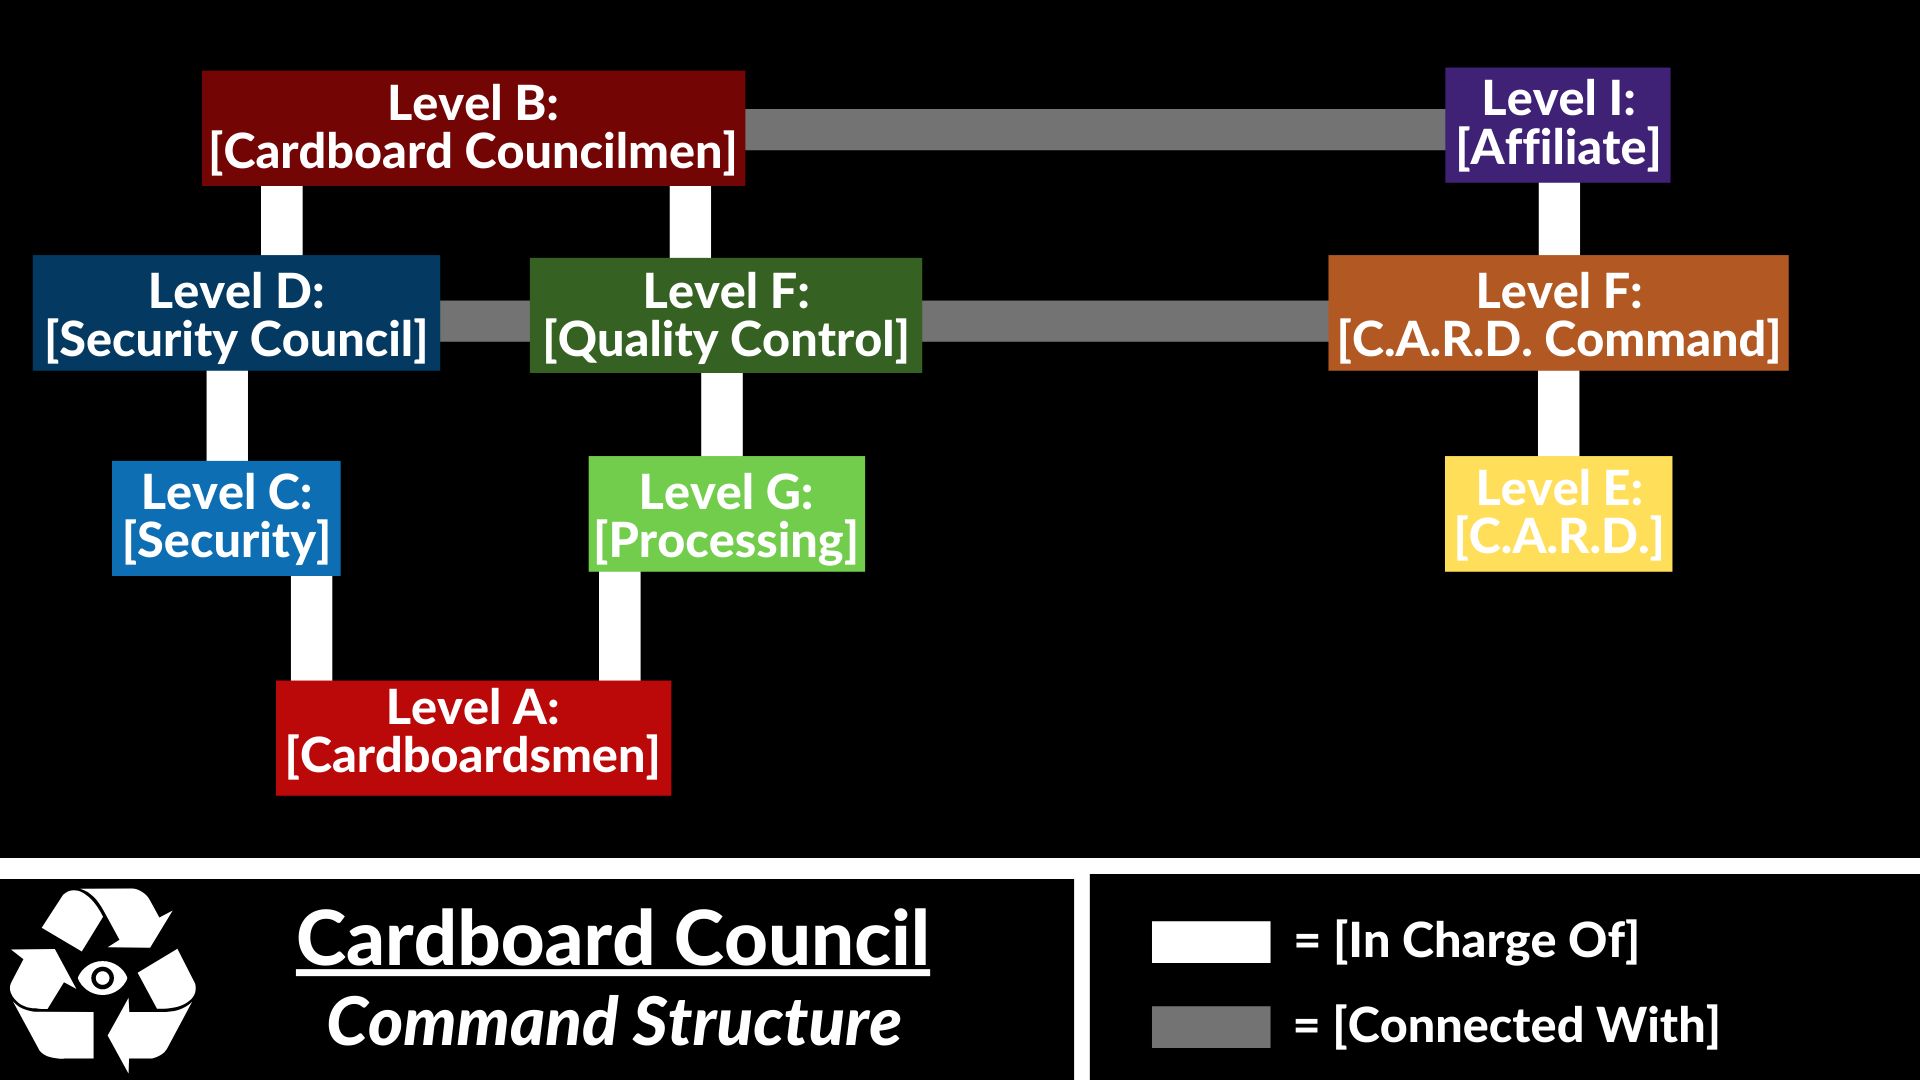 Level B:
[Cardboard Councilmen]
Level I:
[Affiliate]
Level D:
[Security Council]
Level F:
[Quality Control]
Level F:
[C.A.R.D. Command]
Level C:
[Security]
Level G:
[Processing]
Level E:
[C.A.R.D.]
Level A:
[Cardboardsmen]
Cardboard Council
Command Structure
= [In Charge Of]
= [Connected With]